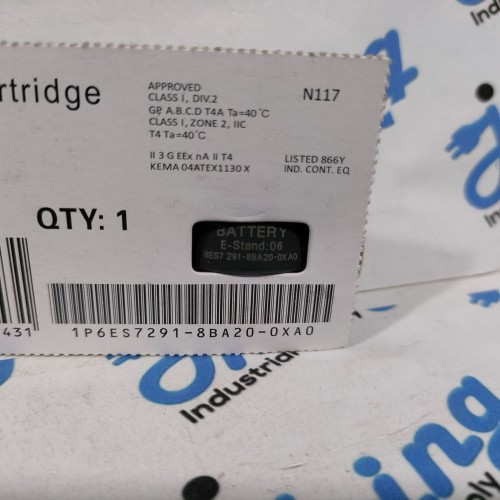 rtridge
APPROVED
CLASS I, DIV.2
GP. A.B.C.D T4A Ta=40°C
CLASS I, ZONE 2, IIC
T4 Ta=40°C
N117
II 3 G EEx nA II T4
KEMA 04ATEX1130 X
LISTED 866Y
IND. CONT. EQ
QTY: 1
BATTERY
E-Stand:06
6ES7 291-8BA20-0XA0
431
1P6ES7291-8BA20-0XA0
Industrial
ing